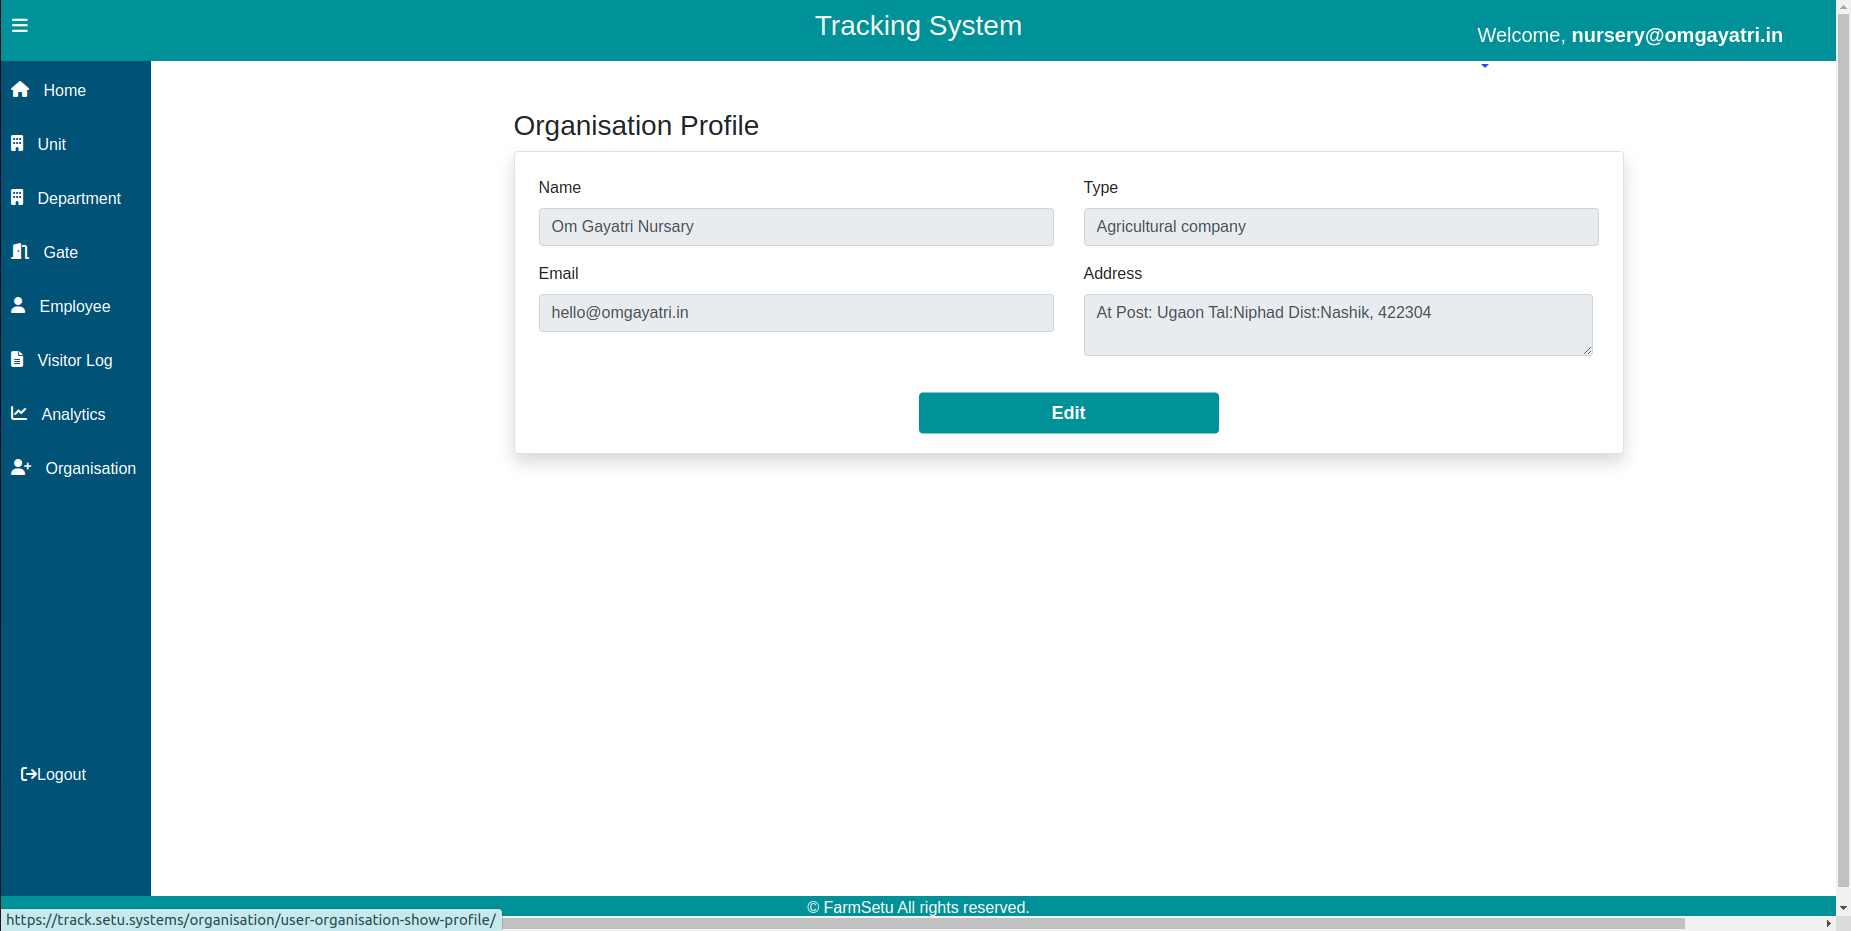 Tracking System
Welcome, nursery@omgayatri.in
Home
Unit
Department
Gate
Employee
Visitor Log
Analytics
Organisation
Logout
Organisation Profile
Name
Type
Om Gayatri Nursary
Agricultural company
Email
Address
hello@omgayatri.in
At Post: Ugaon Tal:Niphad Dist:Nashik, 422304
Edit
© FarmSetu All rights reserved.
https://track.setu.systems/organisation/user-organisation-show-profile/